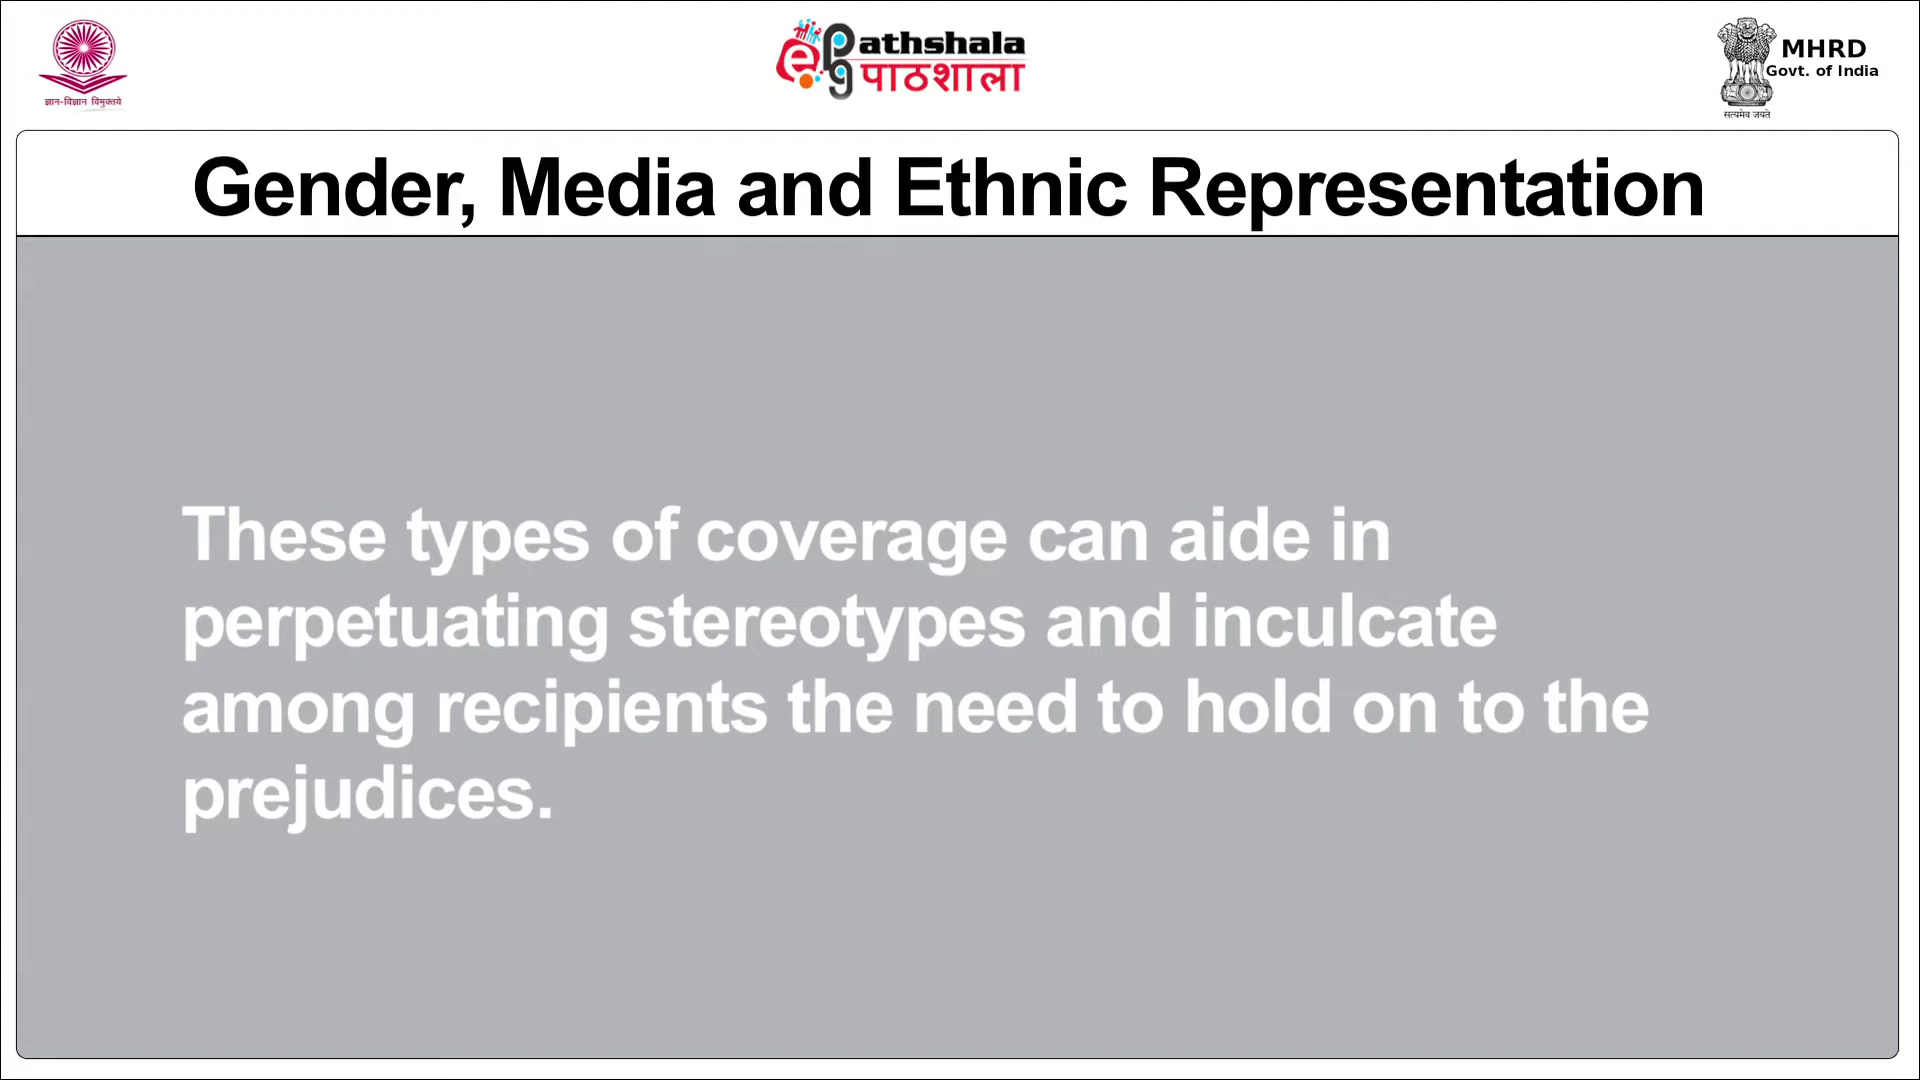 ज्ञान-विज्ञान विमुक्तये
epg athshala
पाठशाला
MHRD
Govt. of India
सत्यमेव जयते
Gender, Media and Ethnic Representation
These types of coverage can aide in
perpetuating stereotypes and inculcate
among recipients the need to hold on to the
prejudices.